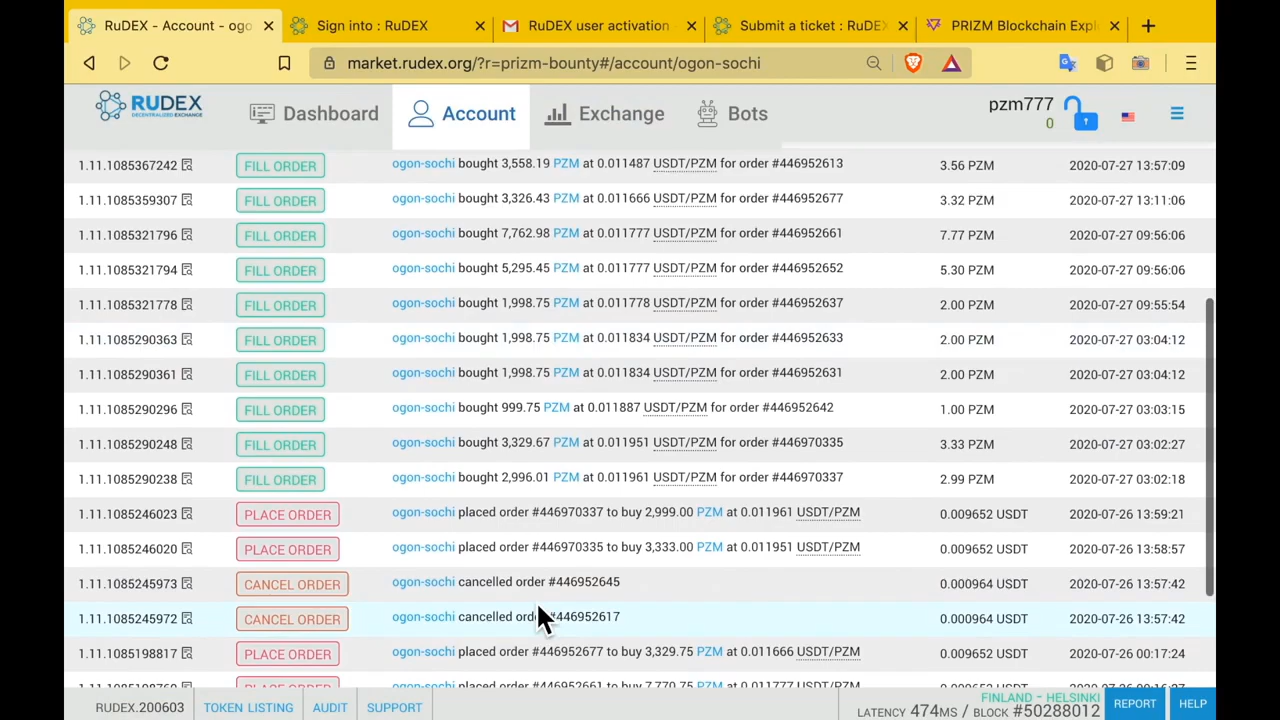 RuDEX - Account - ogo
Sign into : RuDEX
RuDEX user activation
Submit a ticket : RuDEX
PRIZM Blockchain Expl
market.rudex.org/?r=prizm-bounty#/account/ogon-sochi
RUDEX
DECENTRALIZED EXCHANGE
Dashboard
Account
Exchange
Bots
pzm777
0
1.11.1085367242 FILL ORDER ogon-sochi bought 3,558.19 PZM at 0.011487 USDT/PZM for order #446952613 3.56 PZM 2020-07-27 13:57:09
1.11.1085359307 FILL ORDER ogon-sochi bought 3,326.43 PZM at 0.011666 USDT/PZM for order #446952677 3.32 PZM 2020-07-27 13:11:06
1.11.1085321796 FILL ORDER ogon-sochi bought 7,762.98 PZM at 0.011777 USDT/PZM for order #446952661 7.77 PZM 2020-07-27 09:56:06
1.11.1085321794 FILL ORDER ogon-sochi bought 5,295.45 PZM at 0.011777 USDT/PZM for order #446952652 5.30 PZM 2020-07-27 09:56:06
1.11.1085321778 FILL ORDER ogon-sochi bought 1,998.75 PZM at 0.011778 USDT/PZM for order #446952637 2.00 PZM 2020-07-27 09:55:54
1.11.1085290363 FILL ORDER ogon-sochi bought 1,998.75 PZM at 0.011834 USDT/PZM for order #446952633 2.00 PZM 2020-07-27 03:04:12
1.11.1085290361 FILL ORDER ogon-sochi bought 1,998.75 PZM at 0.011834 USDT/PZM for order #446952631 2.00 PZM 2020-07-27 03:04:12
1.11.1085290296 FILL ORDER ogon-sochi bought 999.75 PZM at 0.011887 USDT/PZM for order #446952642 1.00 PZM 2020-07-27 03:03:15
1.11.1085290248 FILL ORDER ogon-sochi bought 3,329.67 PZM at 0.011951 USDT/PZM for order #446970335 3.33 PZM 2020-07-27 03:02:27
1.11.1085290238 FILL ORDER ogon-sochi bought 2,996.01 PZM at 0.011961 USDT/PZM for order #446970337 2.99 PZM 2020-07-27 03:02:18
1.11.1085246023 PLACE ORDER ogon-sochi placed order #446970337 to buy 2,999.00 PZM at 0.011961 USDT/PZM 0.009652 USDT 2020-07-26 13:59:21
1.11.1085246020 PLACE ORDER ogon-sochi placed order #446970335 to buy 3,333.00 PZM at 0.011951 USDT/PZM 0.009652 USDT 2020-07-26 13:58:57
1.11.1085245973 CANCEL ORDER ogon-sochi cancelled order #446952645 0.000964 USDT 2020-07-26 13:57:42
1.11.1085245972 CANCEL ORDER ogon-sochi cancelled order #446952617 0.000964 USDT 2020-07-26 13:57:42
1.11.1085198817 PLACE ORDER ogon-sochi placed order #446952677 to buy 3,329.75 PZM at 0.011666 USDT/PZM 0.009652 USDT 2020-07-26 00:17:24
RUDEX.200603
TOKEN LISTING
AUDIT
SUPPORT
FINLAND - HELSINKI
LATENCY 474MS / BLOCK #50288012
REPORT
HELP